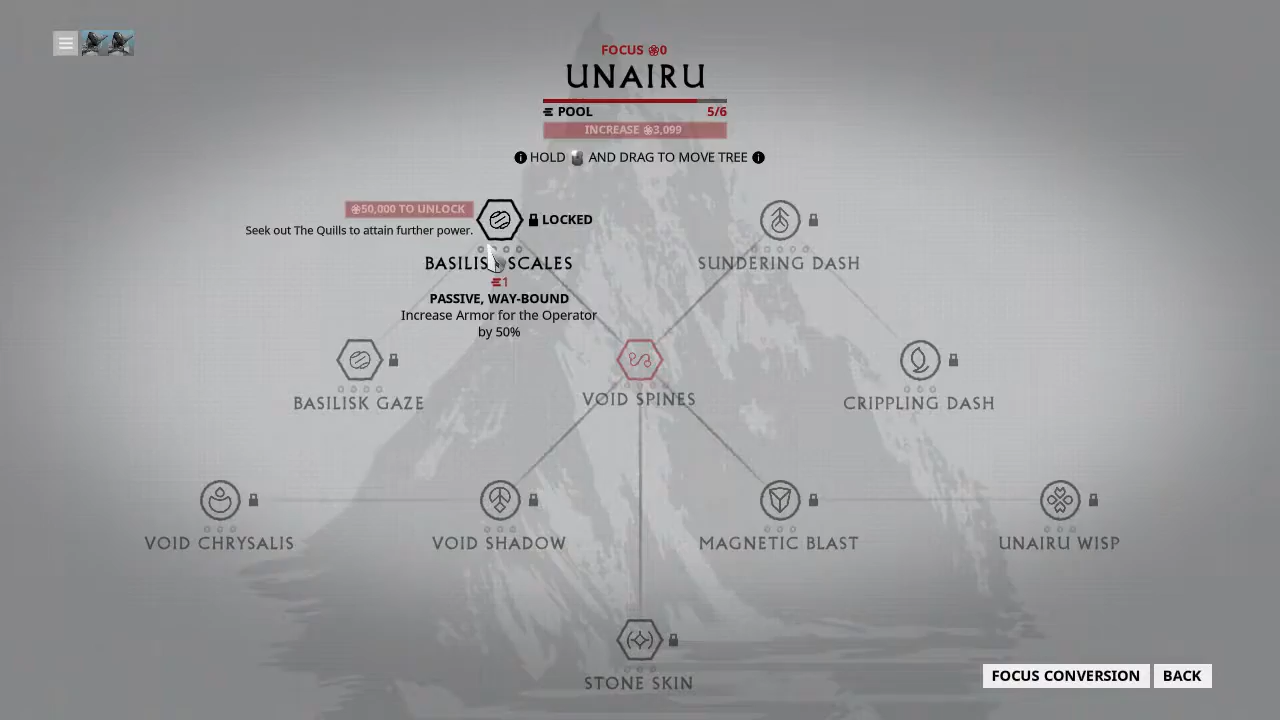 FOCUS 0
UNAIRU
POOL 5/6
INCREASE 3,099
HOLD AND DRAG TO MOVE TREE
50,000 TO UNLOCK
LOCKED
Seek out The Quills to attain further power.
BASILISK SCALES
SUNDERING DASH
1
PASSIVE, WAY-BOUND
Increase Armor for the Operator
by 50%
BASILISK GAZE
VOID SPINES
CRIPPLING DASH
VOID CHRYSALIS
VOID SHADOW
MAGNETIC BLAST
UNAIRU WISP
STONE SKIN
FOCUS CONVERSION
BACK